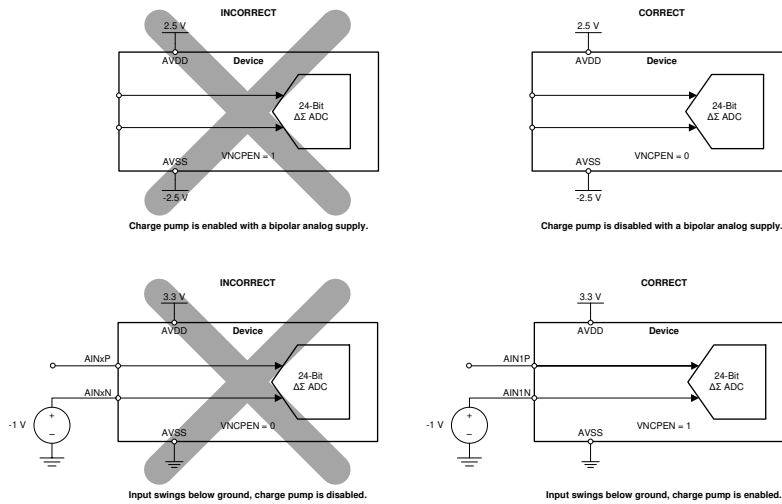 INCORRECT
2.5 V
AVDD
Device
24-Bit
ΔΣ ADC
VNCPEN = 1
AVSS
-2.5 V
Charge pump is enabled with a bipolar analog supply.
CORRECT
2.5 V
AVDD
Device
24-Bit
ΔΣ ADC
VNCPEN = 0
AVSS
-2.5 V
Charge pump is disabled with a bipolar analog supply.
INCORRECT
3.3 V
AVDD
Device
AINxP
24-Bit
ΔΣ ADC
AINxN
VNCPEN = 0
-1 V
+
−
AVSS
Input swings below ground, charge pump is disabled.
CORRECT
3.3 V
AVDD
Device
AIN1P
24-Bit
ΔΣ ADC
AIN1N
VNCPEN = 1
-1 V
+
−
AVSS
Input swings below ground, charge pump is enabled.